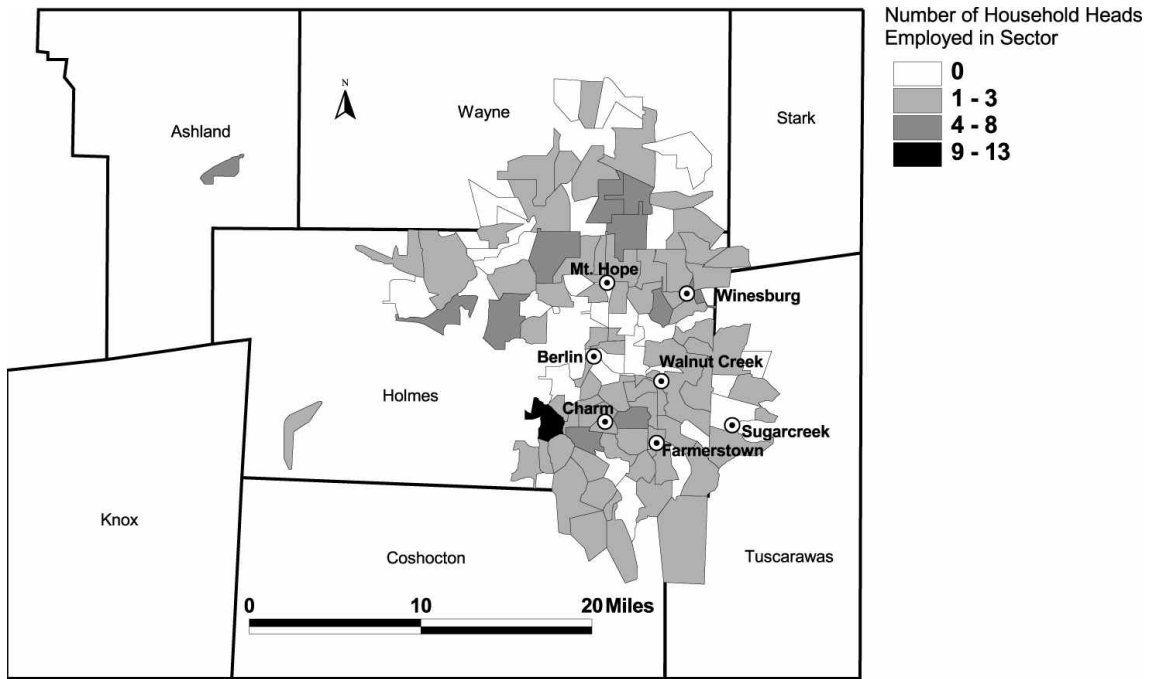 Number of Household Heads
Employed in Sector
0
1 - 3
4 - 8
9 - 13
N
Wayne
Stark
Ashland
Mt. Hope
Winesburg
Berlin
Walnut Creek
Holmes
Charm
Sugarcreek
Farmerstown
Knox
Coshocton
Tuscarawas
0 10 20 Miles